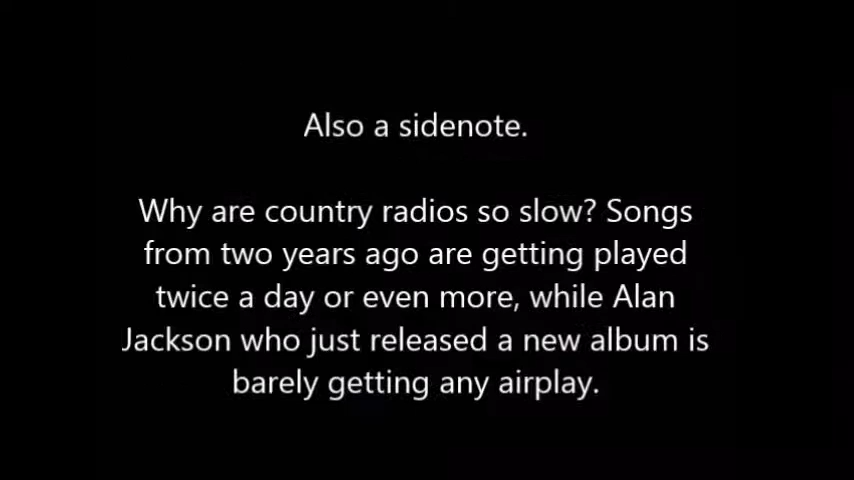 Also a sidenote.
Why are country radios so slow? Songs
from two years ago are getting played
twice a day or even more, while Alan
Jackson who just released a new album is
barely getting any airplay.